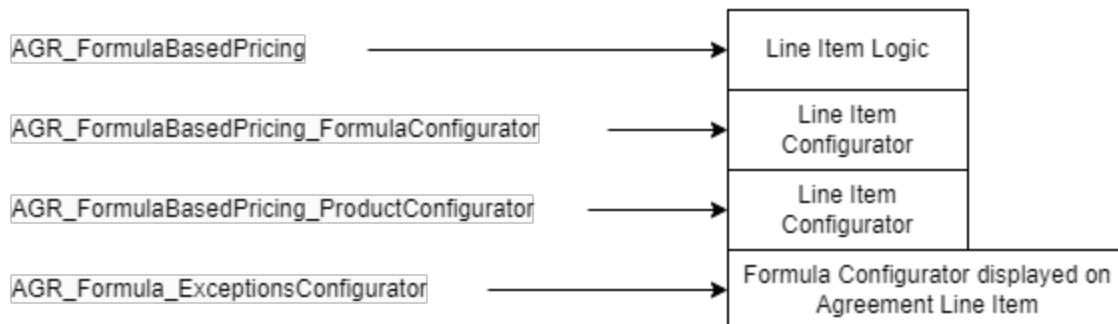 AGR_FormulaBasedPricing
Line Item Logic
AGR_FormulaBasedPricing_FormulaConfigurator
Line Item
Configurator
AGR_FormulaBasedPricing_ProductConfigurator
Line Item
Configurator
AGR_Formula_ExceptionsConfigurator
Formula Configurator displayed on
Agreement Line Item